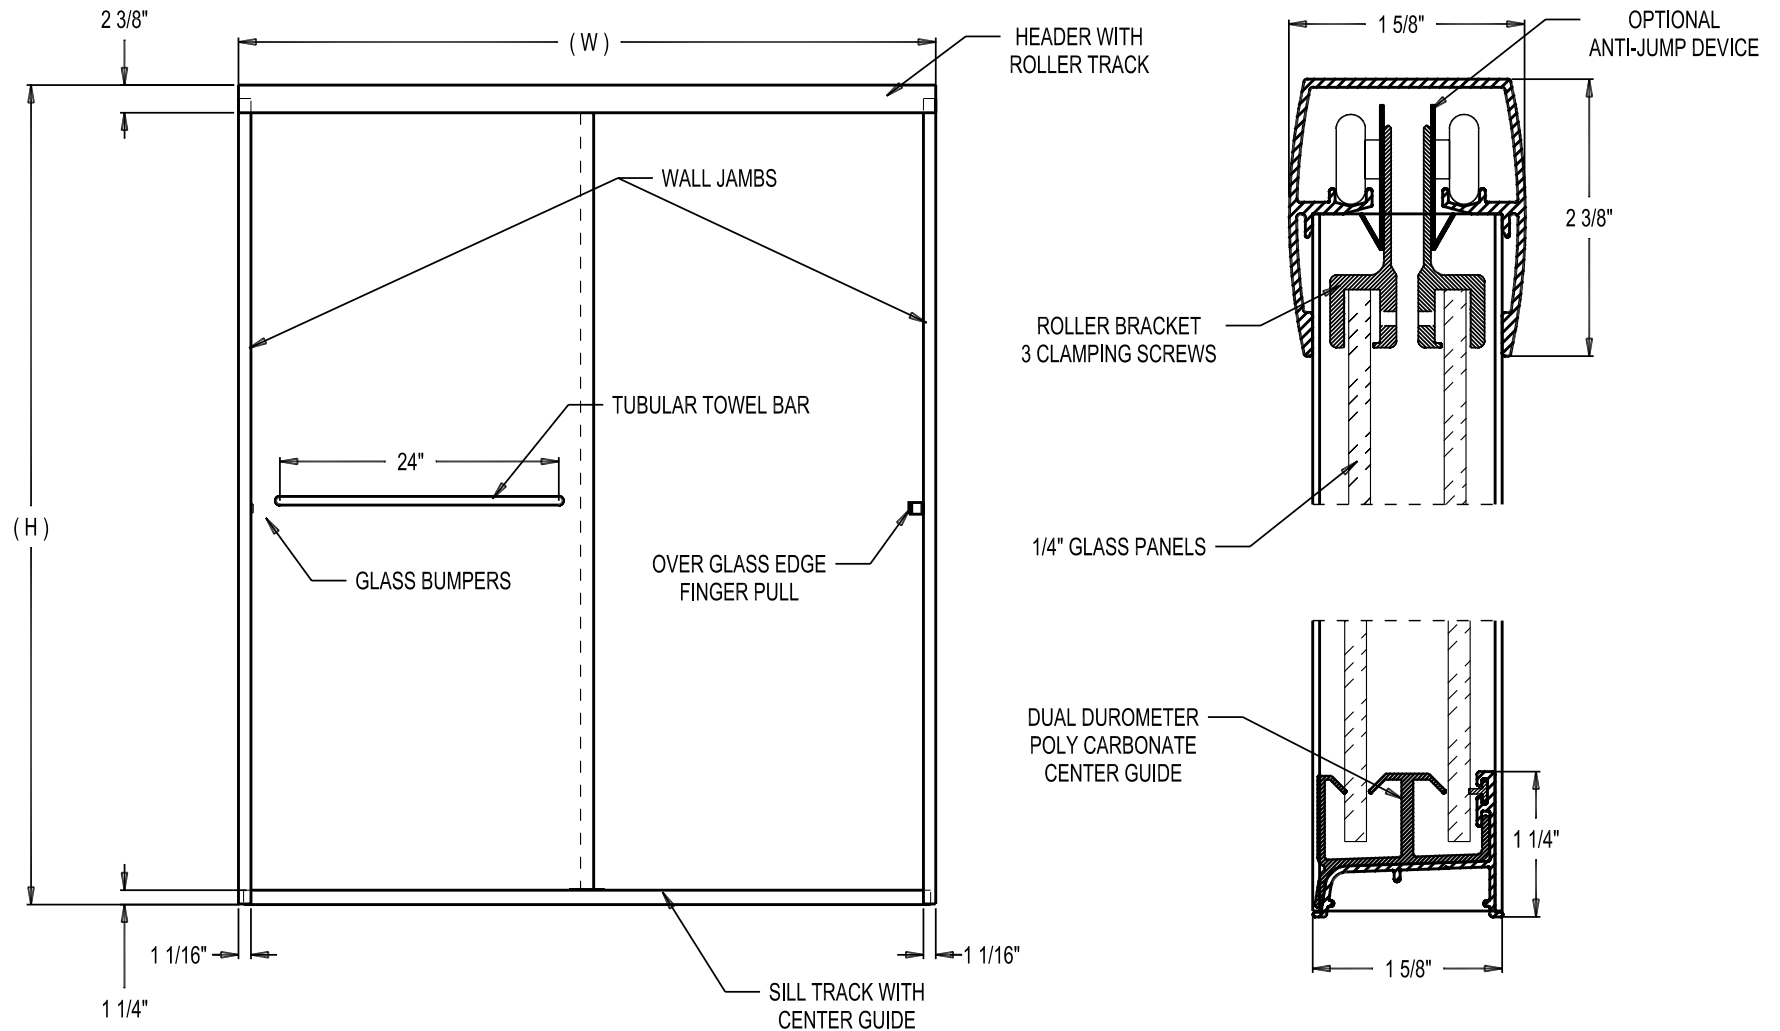 2 3/8"
( W )
HEADER WITH
ROLLER TRACK
WALL JAMBS
TUBULAR TOWEL BAR
24"
( H )
GLASS BUMPERS
OVER GLASS EDGE
FINGER PULL
1 1/16"
1 1/16"
1 1/4"
SILL TRACK WITH
CENTER GUIDE
1 5/8"
OPTIONAL
ANTI-JUMP DEVICE
2 3/8"
ROLLER BRACKET
3 CLAMPING SCREWS
1/4" GLASS PANELS
DUAL DUROMETER
POLY CARBONATE
CENTER GUIDE
1 1/4"
1 5/8"